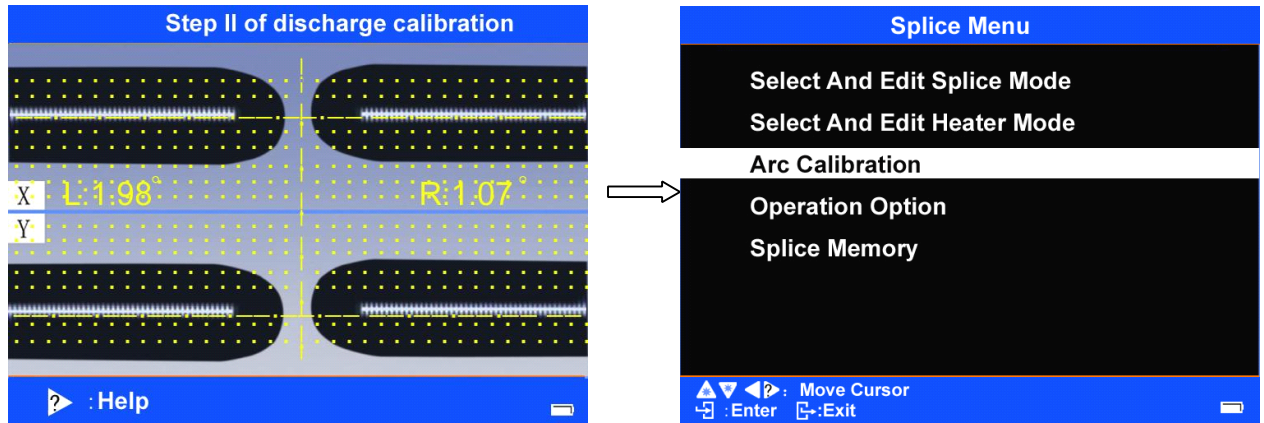 Step II of discharge calibration
X
L:1.98°
R:1.07°
Y
? :Help
Splice Menu
Select And Edit Splice Mode
Select And Edit Heater Mode
Arc Calibration
Operation Option
Splice Memory
?: Move Cursor
:Enter :Exit